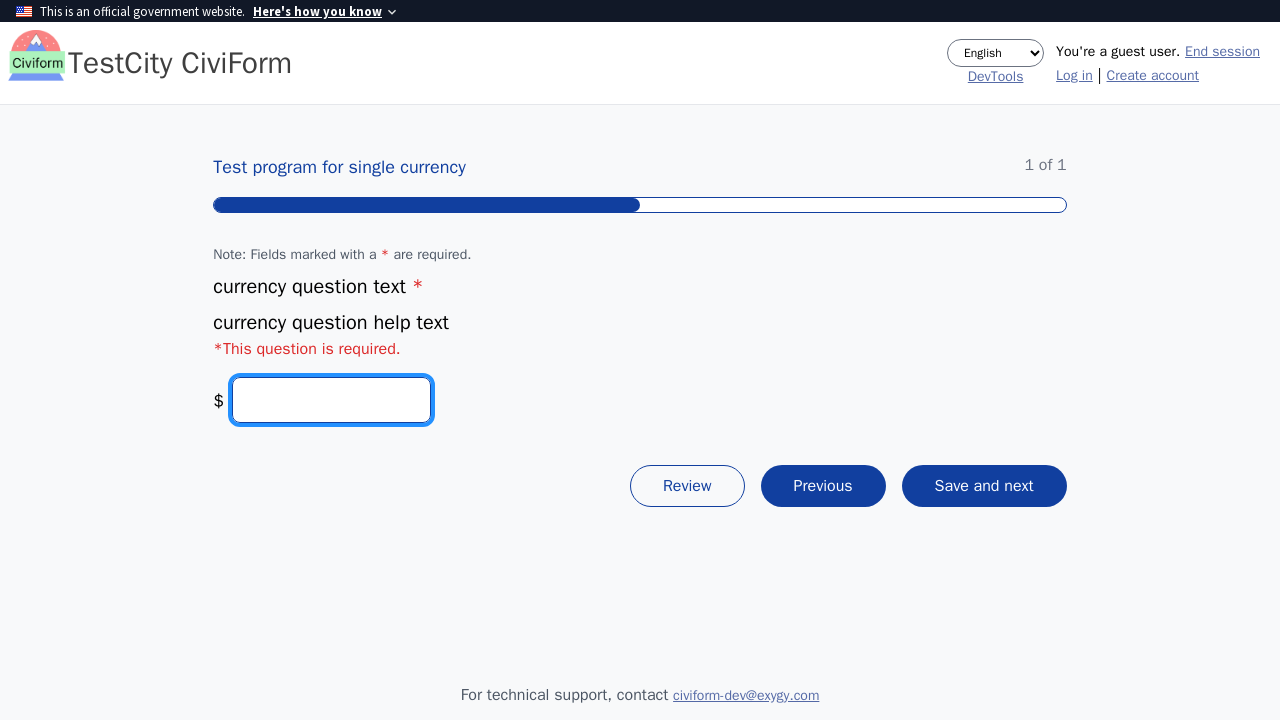 This is an official government website. Here's how you know
Civiform
TestCity CiviForm
English
DevTools
You're a guest user. End session
Log in | Create account
Test program for single currency
1 of 1
Note: Fields marked with a * are required.
currency question text *
currency question help text
*This question is required.
$
Review
Previous
Save and next
For technical support, contact civiform-dev@exygy.com